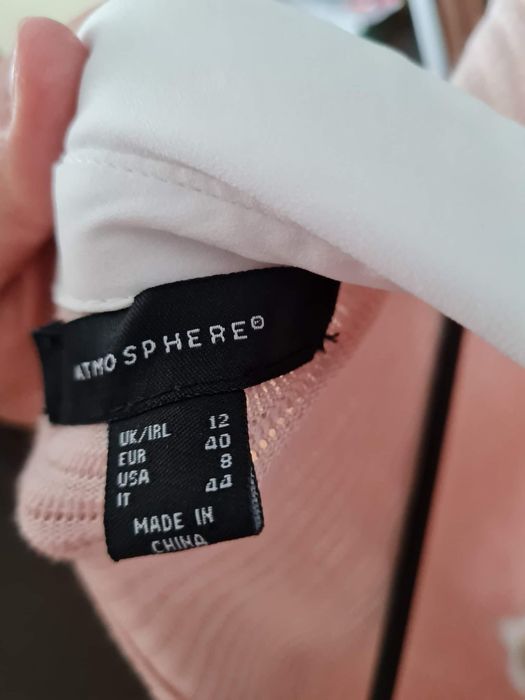 ATMOSPHERE®
UK/IRL 12
EUR 40
USA 8
IT 44
MADE IN
CHINA